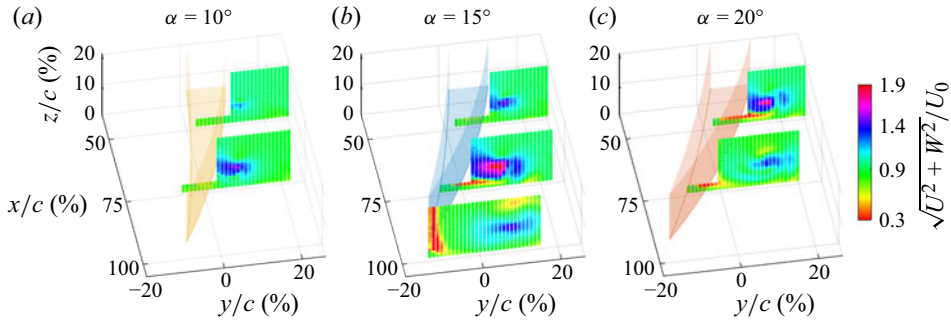 (a) α = 10° (b) α = 15° (c) α = 20°
z/c (%) 20 10 0 20 10 0 20 10 0
1.9 1.4 0.9 0.3
√U² + W²/U₀
50 50 50
x/c (%) 75 75 75
100 100 100
−20 0 20 −20 0 20 −20 0 20
y/c (%) y/c (%) y/c (%)